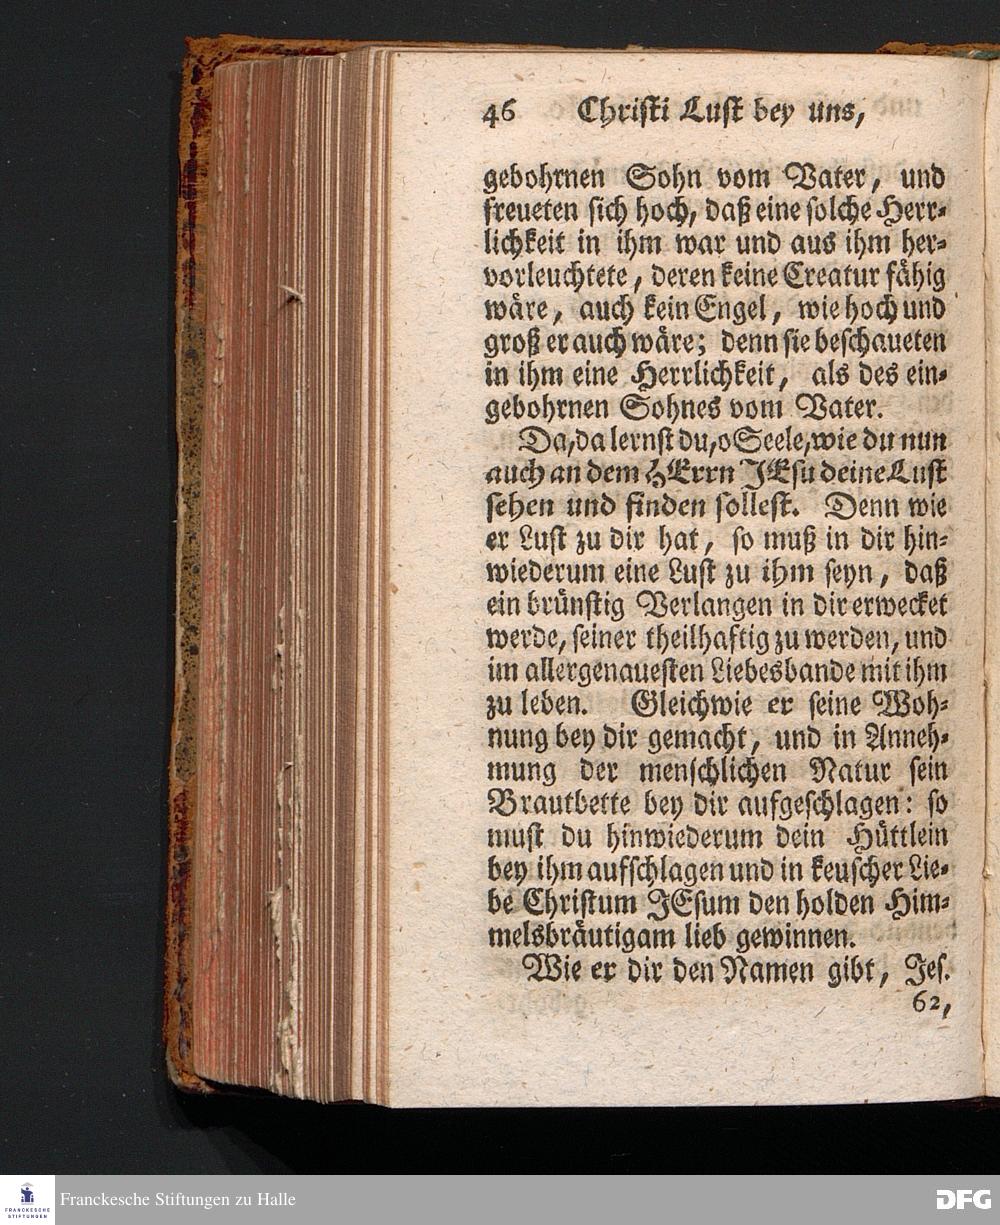 46 Christi Lust bey uns,
gebohrnen Sohn vom Vater, und
freueten sich hoch, daß eine solche Herr-
lichkeit in ihm war und aus ihm her-
vorleuchtete, deren keine Creatur fähig
wäre, auch kein Engel, wie hoch und
groß er auch wäre; denn sie beschaueten
in ihm eine Herrlichkeit, als des ein-
gebohrnen Sohnes vom Vater.
Da, da lernst du, o Seele, wie du nun
auch an dem HErrn JEsu deine Lust
sehen und finden sollest. Denn wie
er Lust zu dir hat, so muß in dir hin-
wiederum eine Lust zu ihm seyn, daß
ein brünstig Verlangen in dir erwecket
werde, seiner theilhaftig zu werden, und
im allergenauesten Liebesbande mit ihm
zu leben. Gleichwie er seine Woh-
nung bey dir gemacht, und in Anneh-
mung der menschlichen Natur sein
Brautbette bey dir aufgeschlagen: so
must du hinwiederum dein Hüttlein
bey ihm aufschlagen und in keuscher Lie-
be Christum JEsum den holden Him-
melsbräutigam lieb gewinnen.
Wie er dir den Namen gibt, Jes.
62,
FRANCKESCHE
STIFTUNGEN
Franckesche Stiftungen zu Halle
DFG